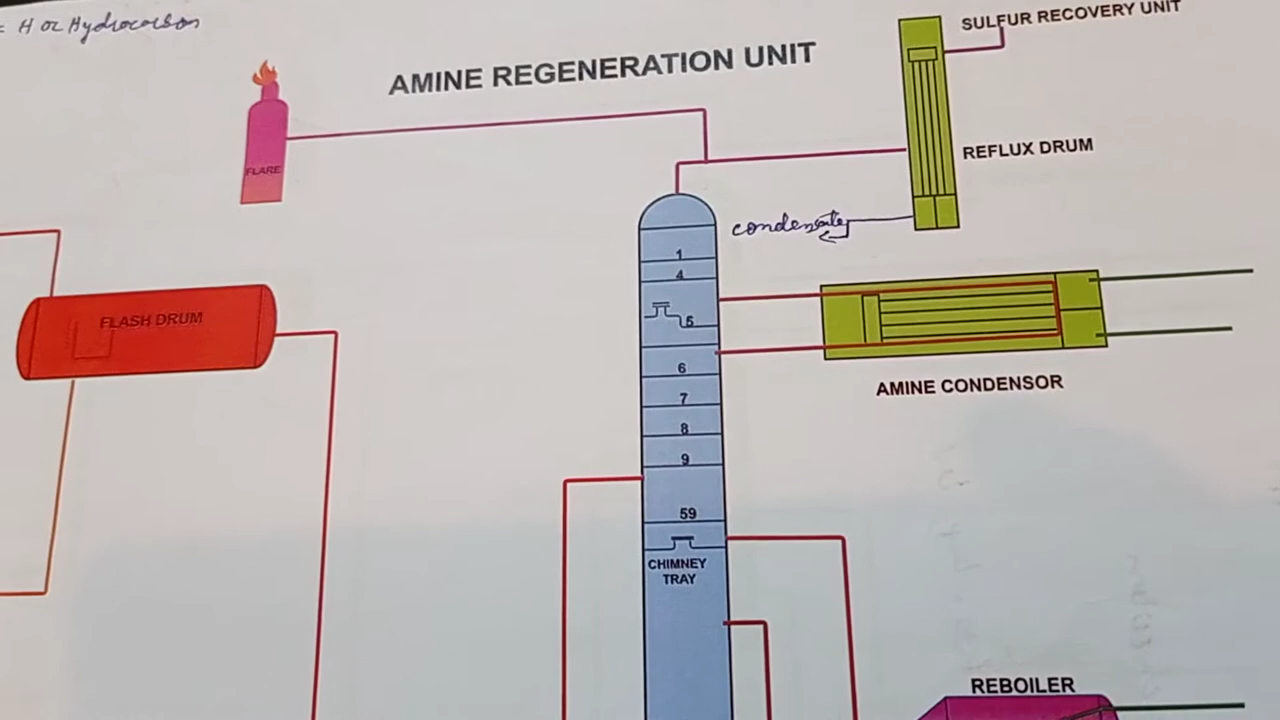 = H or Hydrocarbon
SULFUR RECOVERY UNIT
AMINE REGENERATION UNIT
FLARE
REFLUX DRUM
condensate
1
4
5
FLASH DRUM
6
AMINE CONDENSOR
7
8
9
59
CHIMNEY
TRAY
REBOILER